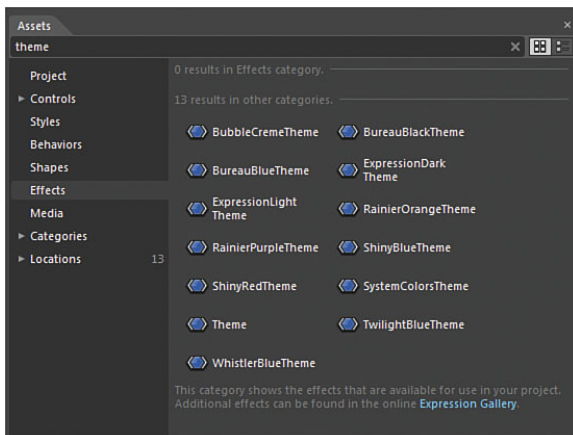 Assets
theme
Project
Controls
Styles
Behaviors
Shapes
Effects
Media
Categories
Locations 13
0 results in Effects category.
13 results in other categories.
BubbleCremeTheme BureauBlackTheme
BureauBlueTheme ExpressionDark
Theme
ExpressionLight
Theme RainierOrangeTheme
RainierPurpleTheme ShinyBlueTheme
ShinyRedTheme SystemColorsTheme
Theme TwilightBlueTheme
WhistlerBlueTheme
This category shows the effects that are available for use in your project.
Additional effects can be found in the online Expression Gallery.